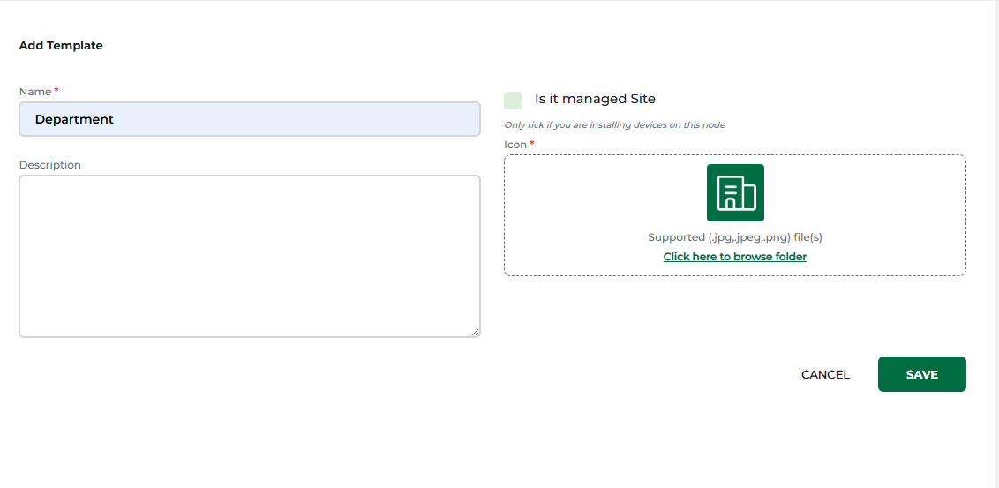 Add Template
Name *
Department
Description
Is it managed Site
Only tick if you are installing devices on this node
Icon *
Supported (.jpg,.jpeg,.png) file(s)
Click here to browse folder
CANCEL
SAVE